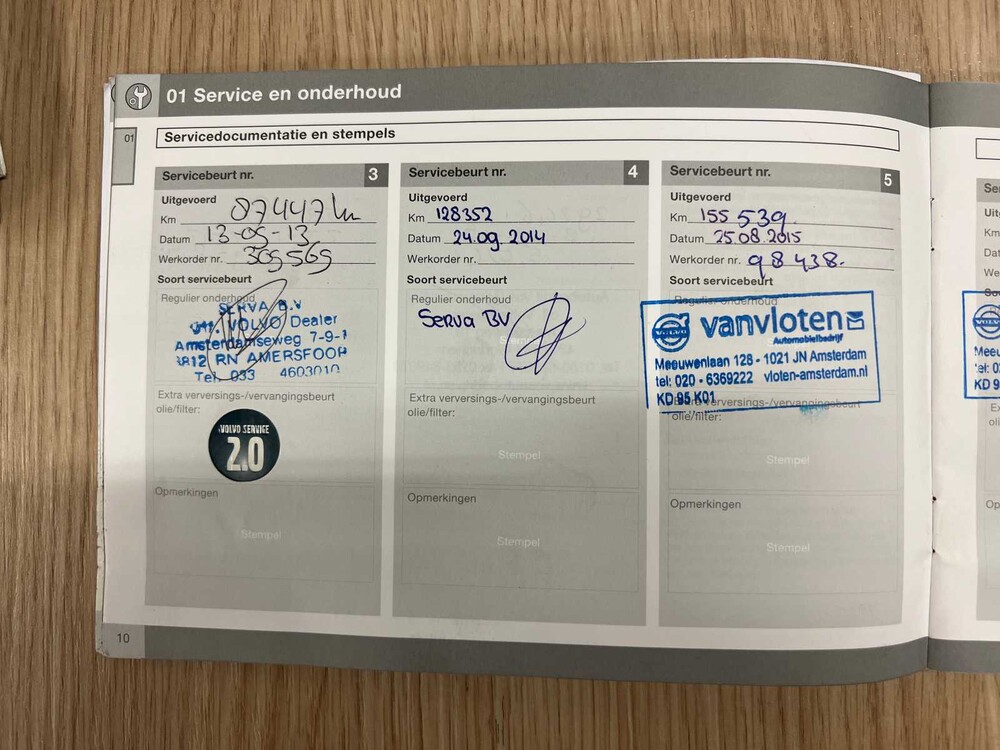 01 Service en onderhoud
01
Servicedocumentatie en stempels
Servicebeurt nr. 3
Uitgevoerd
Km 87447 km
Datum 13-05-13
Werkorder nr. 309569
Soort servicebeurt
Regulier onderhoud
SERVA B.V
VOLVO Dealer
Amsterdamseweg 7-9-1
3812 RN AMERSFOORT
Tel. 033 4603010
Extra verversings-/vervangingsbeurt
olie/filter:
VOLVO SERVICE
2.0
Opmerkingen
Stempel
Servicebeurt nr. 4
Uitgevoerd
Km 128352
Datum 24.09.2014
Werkorder nr.
Soort servicebeurt
Regulier onderhoud
Serva BV
Extra verversings-/vervangingsbeurt
olie/filter:
Stempel
Opmerkingen
Stempel
Servicebeurt nr. 5
Uitgevoerd
Km 155 539
Datum 25.08.2015
Werkorder nr. 98438.
Soort servicebeurt
Regulier onderhoud
VOLVO vanvloten
Automobielbedrijf
Meeuwenlaan 128 - 1021 JN Amsterdam
tel: 020 - 6369222 vloten-amsterdam.nl
KD 95 K01
Extra verversings-/vervangingsbeurt
olie/filter:
Stempel
Opmerkingen
Stempel
10